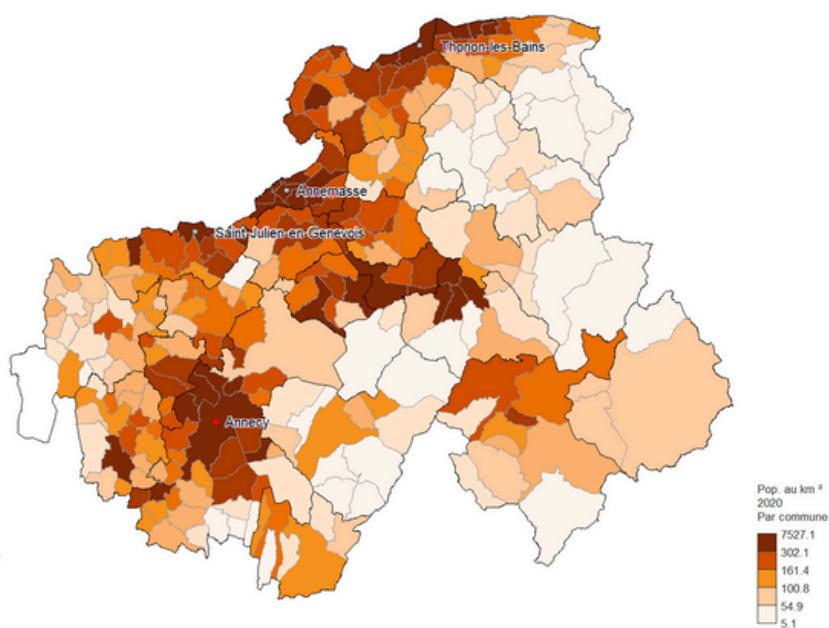 Thonon-les-Bains
Annemasse
Saint-Julien-en-Genevois
Annecy
Pop. au km ²
2020
Par commune
7527.1
302.1
161.4
100.8
54.9
5.1